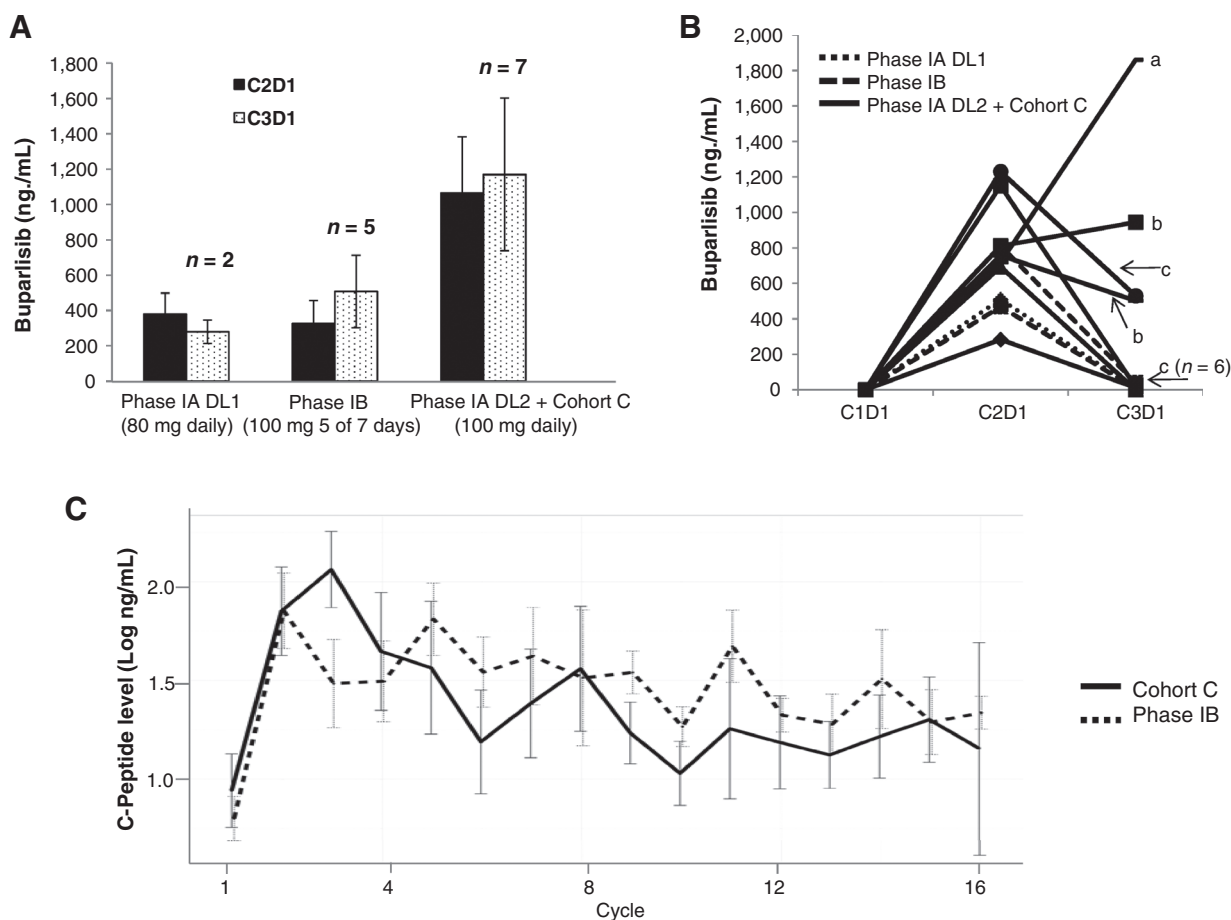 A
Buparlisib (ng./mL)
1,800
1,600
1,400
1,200
1,000
800
600
400
200
0
C2D1
C3D1
n = 2
n = 5
n = 7
Phase IA DL1
(80 mg daily)
Phase IB
(100 mg 5 of 7 days)
Phase IA DL2 + Cohort C
(100 mg daily)
B
Buparlisib (ng/mL)
2,000
1,800
1,600
1,400
1,200
1,000
800
600
400
200
0
Phase IA DL1
Phase IB
Phase IA DL2 + Cohort C
a
b
c
b
c (n = 6)
C1D1
C2D1
C3D1
C
C-Peptide level (Log ng/mL)
2.0
1.5
1.0
1
4
8
12
16
Cycle
Cohort C
Phase IB